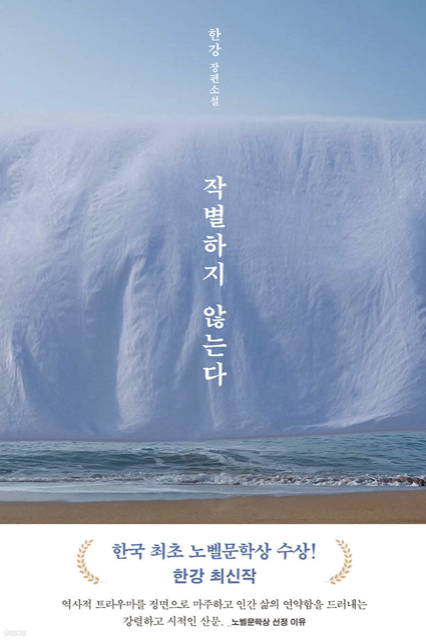 한강 장편소설
작별하지 않는다
한국 최초 노벨문학상 수상!
한강 최신작
역사적 트라우마를 정면으로 마주하고 인간 삶의 연약함을 드러내는
강렬하고 시적인 산문. _노벨문학상 선정 이유